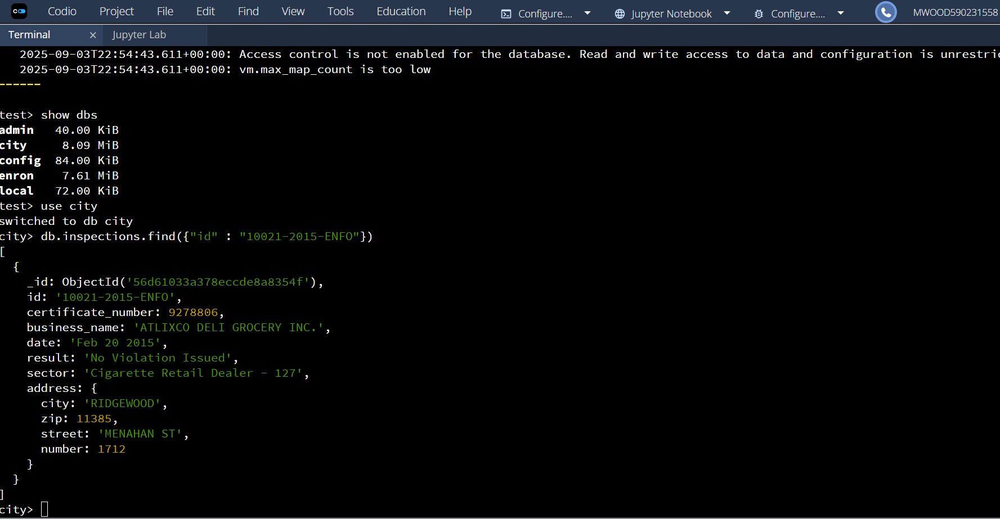 Codio Project File Edit Find View Tools Education Help Configure.... Jupyter Notebook Configure.... MWOOD590231558
Terminal × Jupyter Lab
2025-09-03T22:54:43.611+00:00: Access control is not enabled for the database. Read and write access to data and configuration is unrestric
2025-09-03T22:54:43.611+00:00: vm.max_map_count is too low
------
test> show dbs
admin 40.00 KiB
city 8.09 MiB
config 84.00 KiB
enron 7.61 MiB
local 72.00 KiB
test> use city
switched to db city
city> db.inspections.find({"id" : "10021-2015-ENFO"})
[
{
_id: ObjectId('56d61033a378eccde8a8354f'),
id: '10021-2015-ENFO',
certificate_number: 9278806,
business_name: 'ATLIXCO DELI GROCERY INC.',
date: 'Feb 20 2015',
result: 'No Violation Issued',
sector: 'Cigarette Retail Dealer - 127',
address: {
city: 'RIDGEWOOD',
zip: 11385,
street: 'MENAHAN ST',
number: 1712
}
}
]
city>